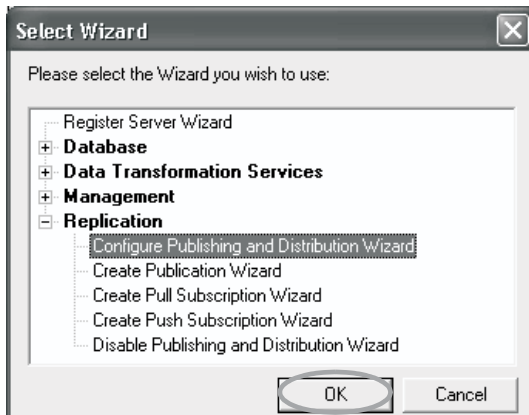 Select Wizard
Please select the Wizard you wish to use:
Register Server Wizard
Database
Data Transformation Services
Management
Replication
Configure Publishing and Distribution Wizard
Create Publication Wizard
Create Pull Subscription Wizard
Create Push Subscription Wizard
Disable Publishing and Distribution Wizard
OK Cancel